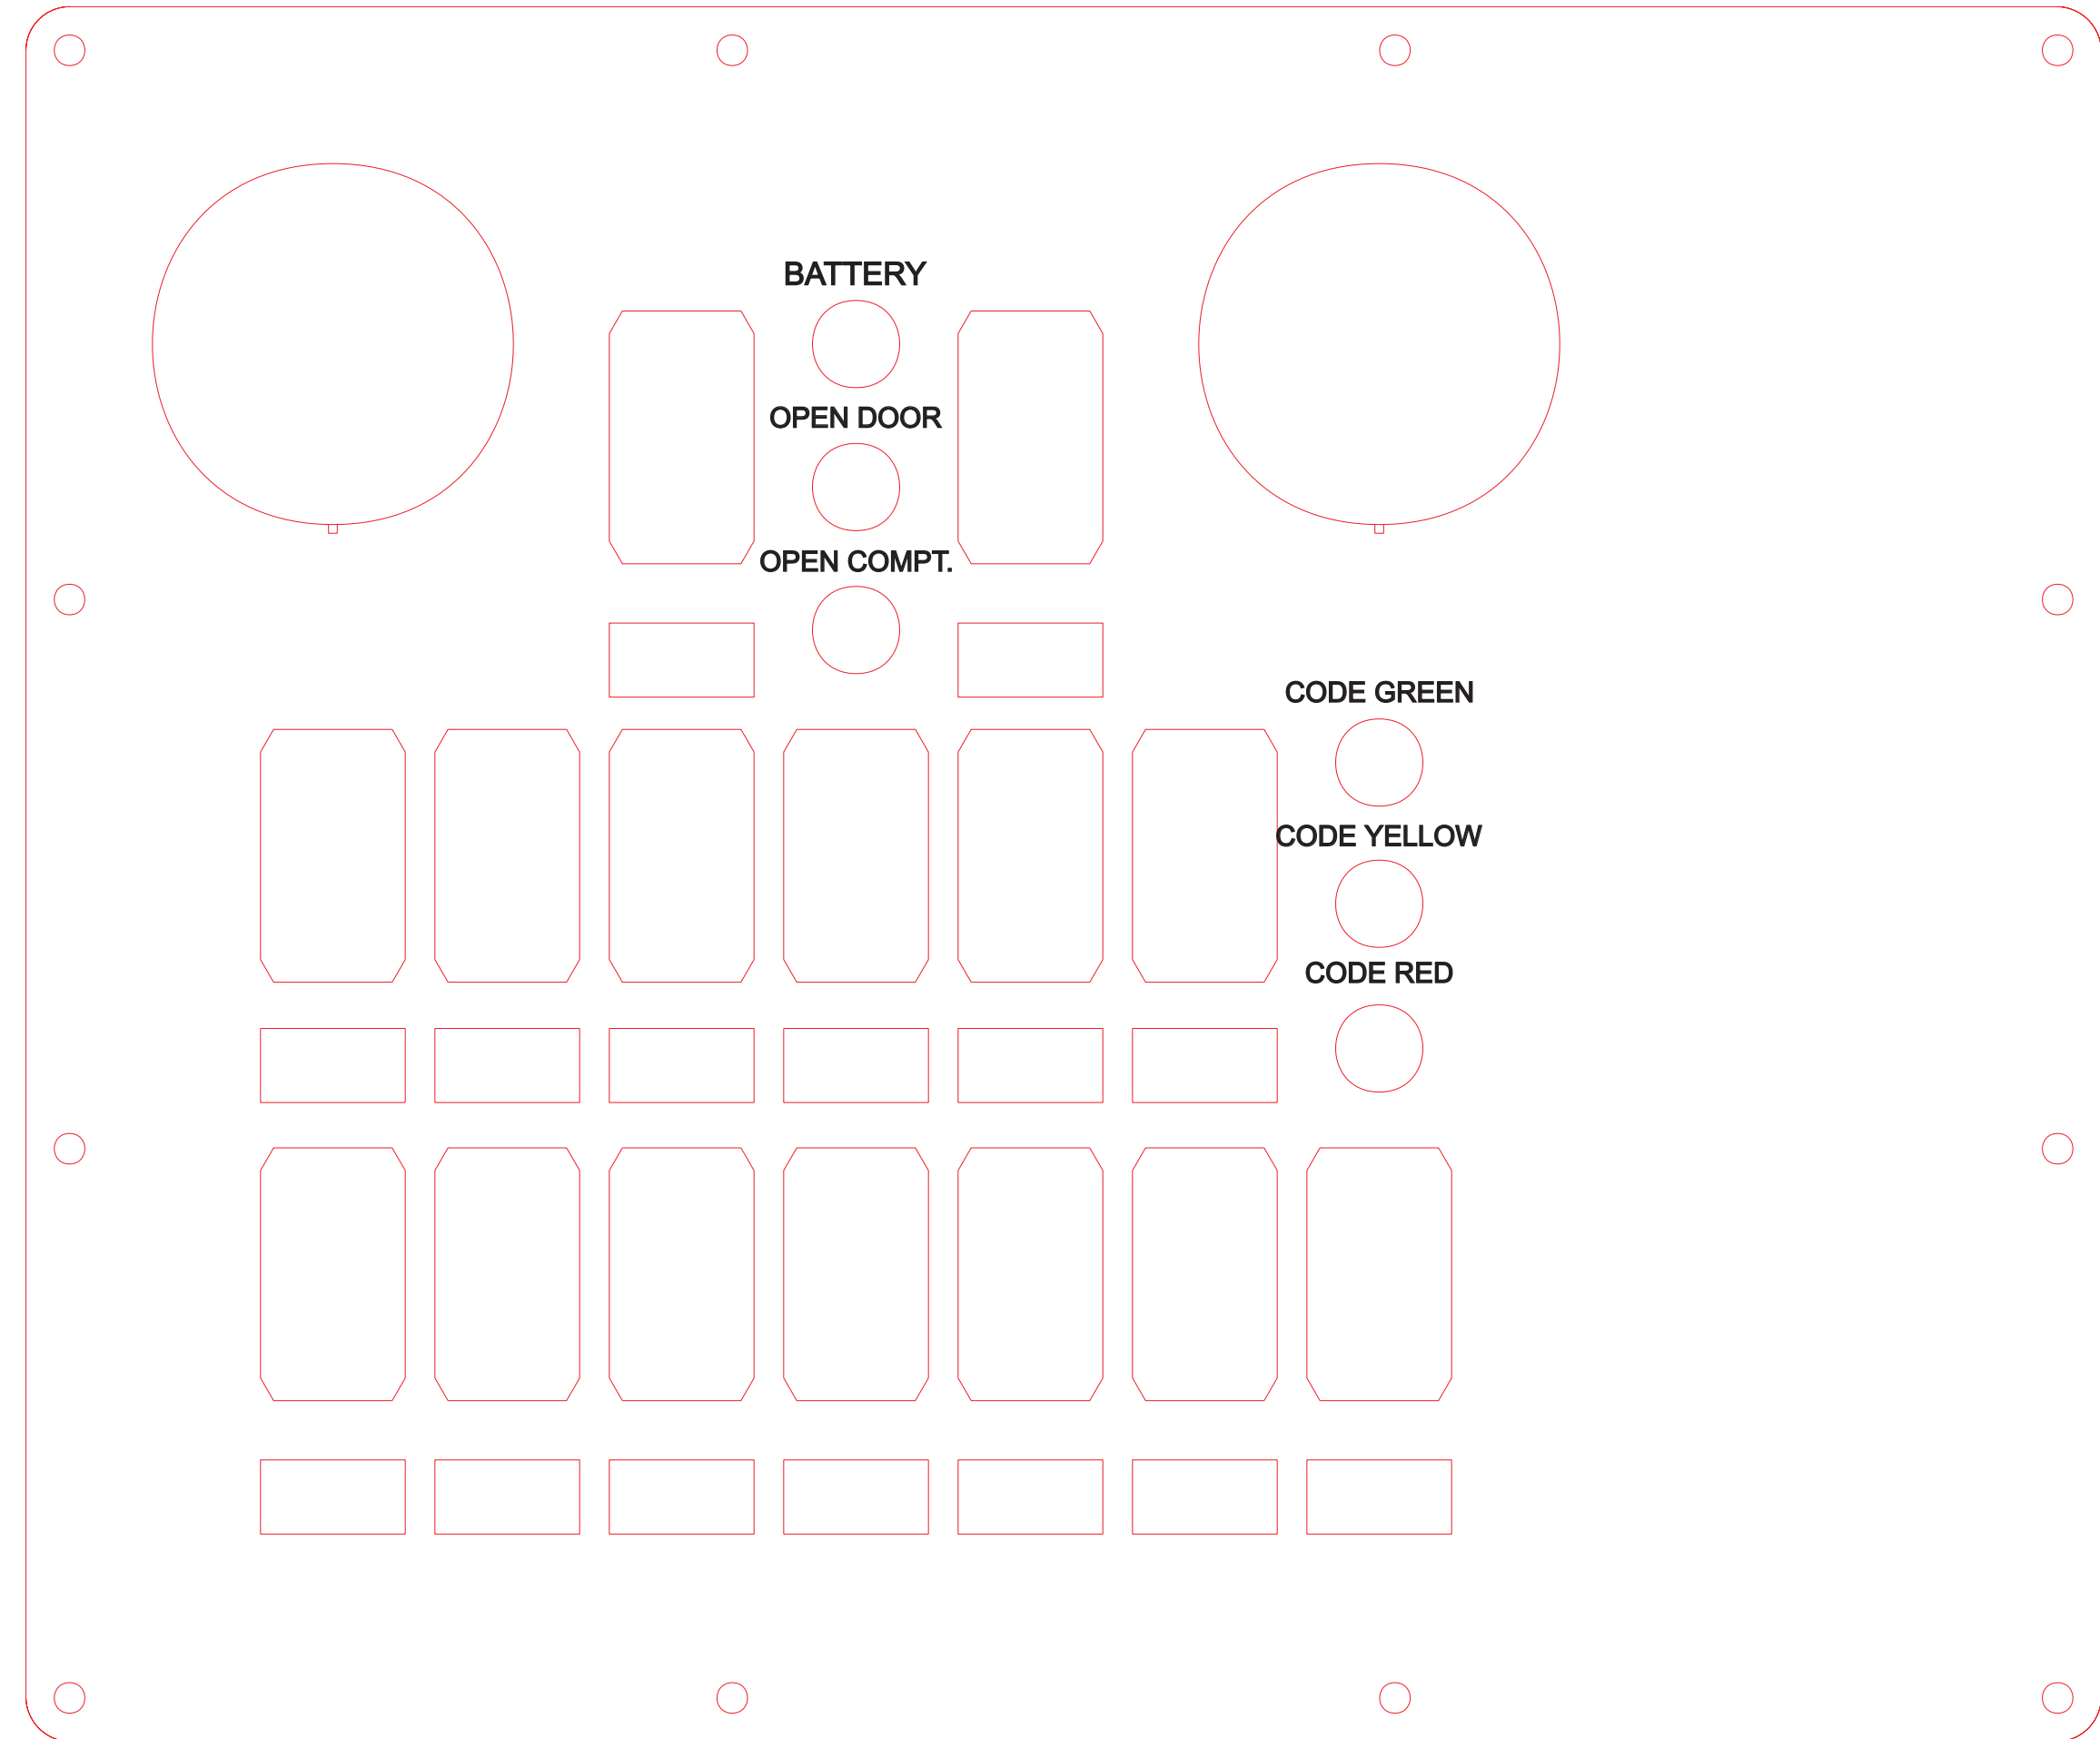 BATTERY
OPEN DOOR
OPEN COMPT.
CODE GREEN
CODE YELLOW
CODE RED